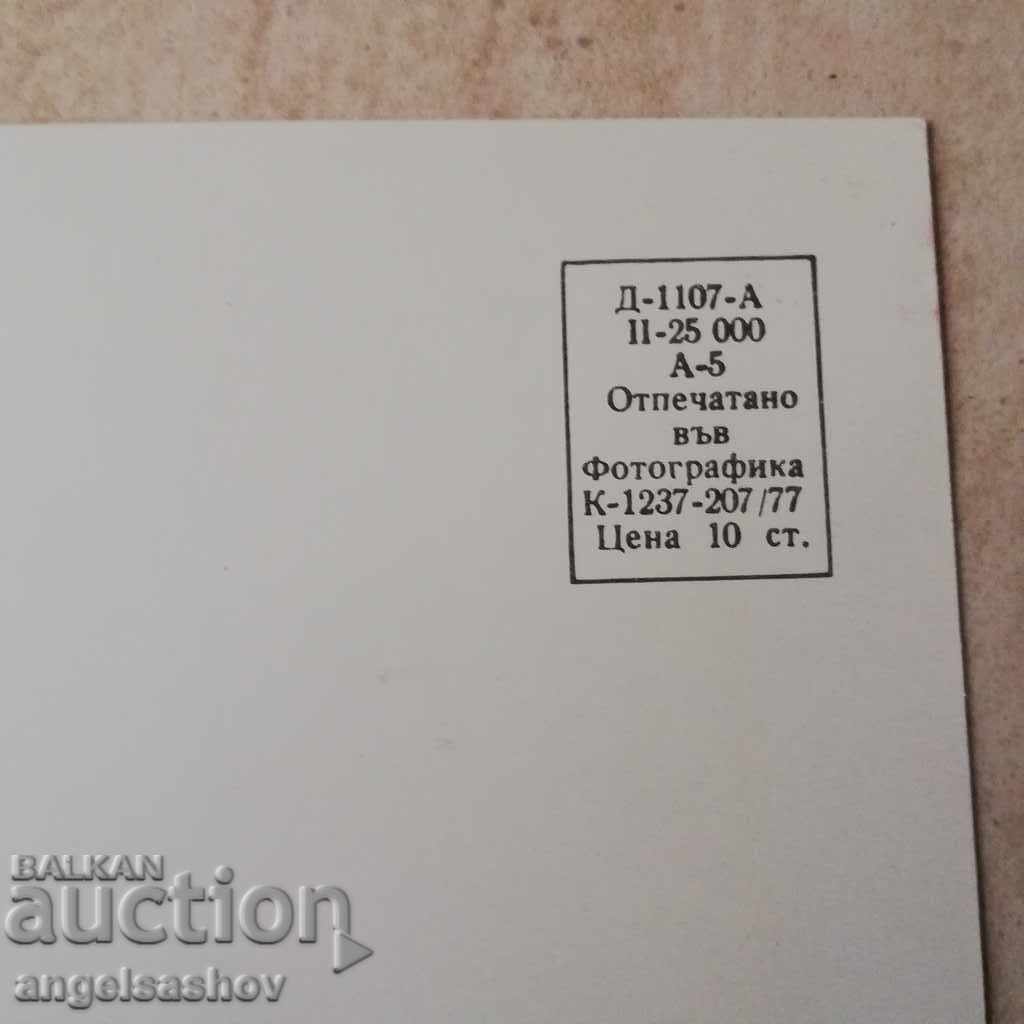 Д-1107-А
II-25 000
А-5
Отпечатано
във
Фотографика
К-1237-207/77
Цена 10 ст.
BALKAN
auction
angelsashov